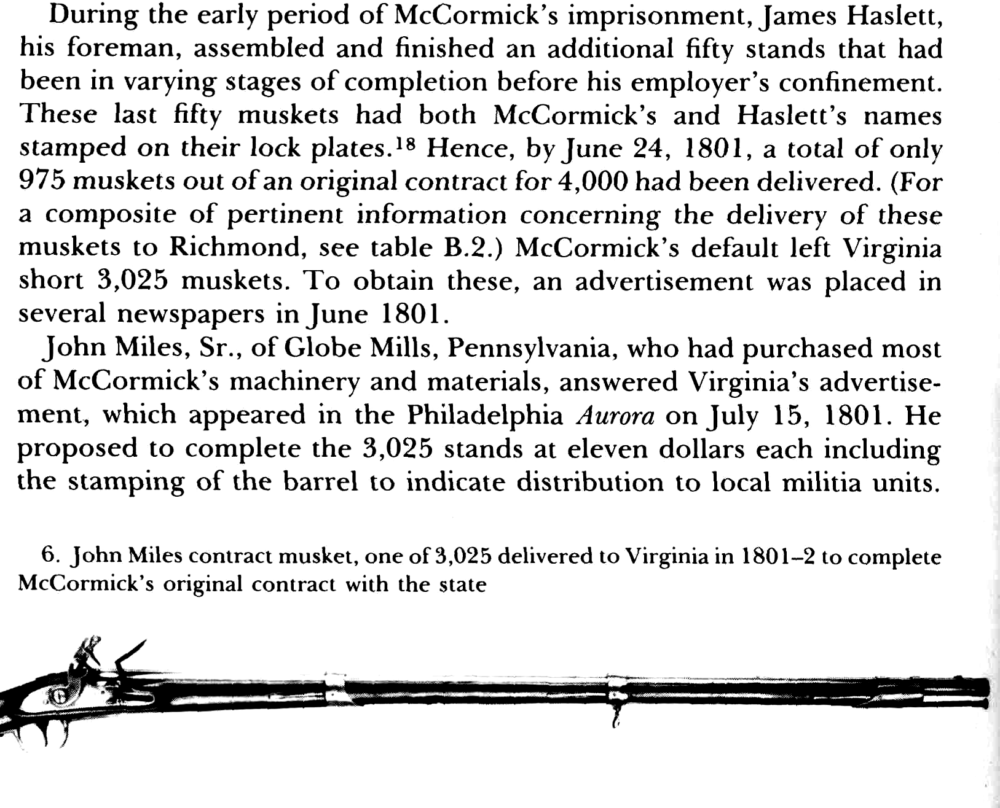 During the early period of McCormick's imprisonment, James Haslett,
his foreman, assembled and finished an additional fifty stands that had
been in varying stages of completion before his employer's confinement.
These last fifty muskets had both McCormick's and Haslett's names
stamped on their lock plates.18 Hence, by June 24, 1801, a total of only
975 muskets out of an original contract for 4,000 had been delivered. (For
a composite of pertinent information concerning the delivery of these
muskets to Richmond, see table B.2.) McCormick's default left Virginia
short 3,025 muskets. To obtain these, an advertisement was placed in
several newspapers in June 1801.
John Miles, Sr., of Globe Mills, Pennsylvania, who had purchased most
of McCormick's machinery and materials, answered Virginia's advertise-
ment, which appeared in the Philadelphia Aurora on July 15, 1801. He
proposed to complete the 3,025 stands at eleven dollars each including
the stamping of the barrel to indicate distribution to local militia units.
6. John Miles contract musket, one of 3,025 delivered to Virginia in 1801–2 to complete
McCormick's original contract with the state